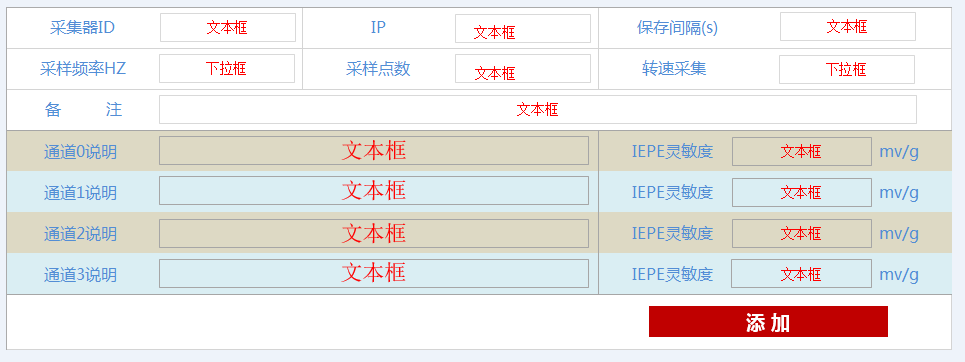 采集器ID 文本框 IP 文本框 保存间隔(s) 文本框
采样频率HZ 下拉框 采样点数 文本框 转速采集 下拉框
备 注 文本框
通道0说明 文本框 IEPE灵敏度 文本框 mv/g
通道1说明 文本框 IEPE灵敏度 文本框 mv/g
通道2说明 文本框 IEPE灵敏度 文本框 mv/g
通道3说明 文本框 IEPE灵敏度 文本框 mv/g
添 加